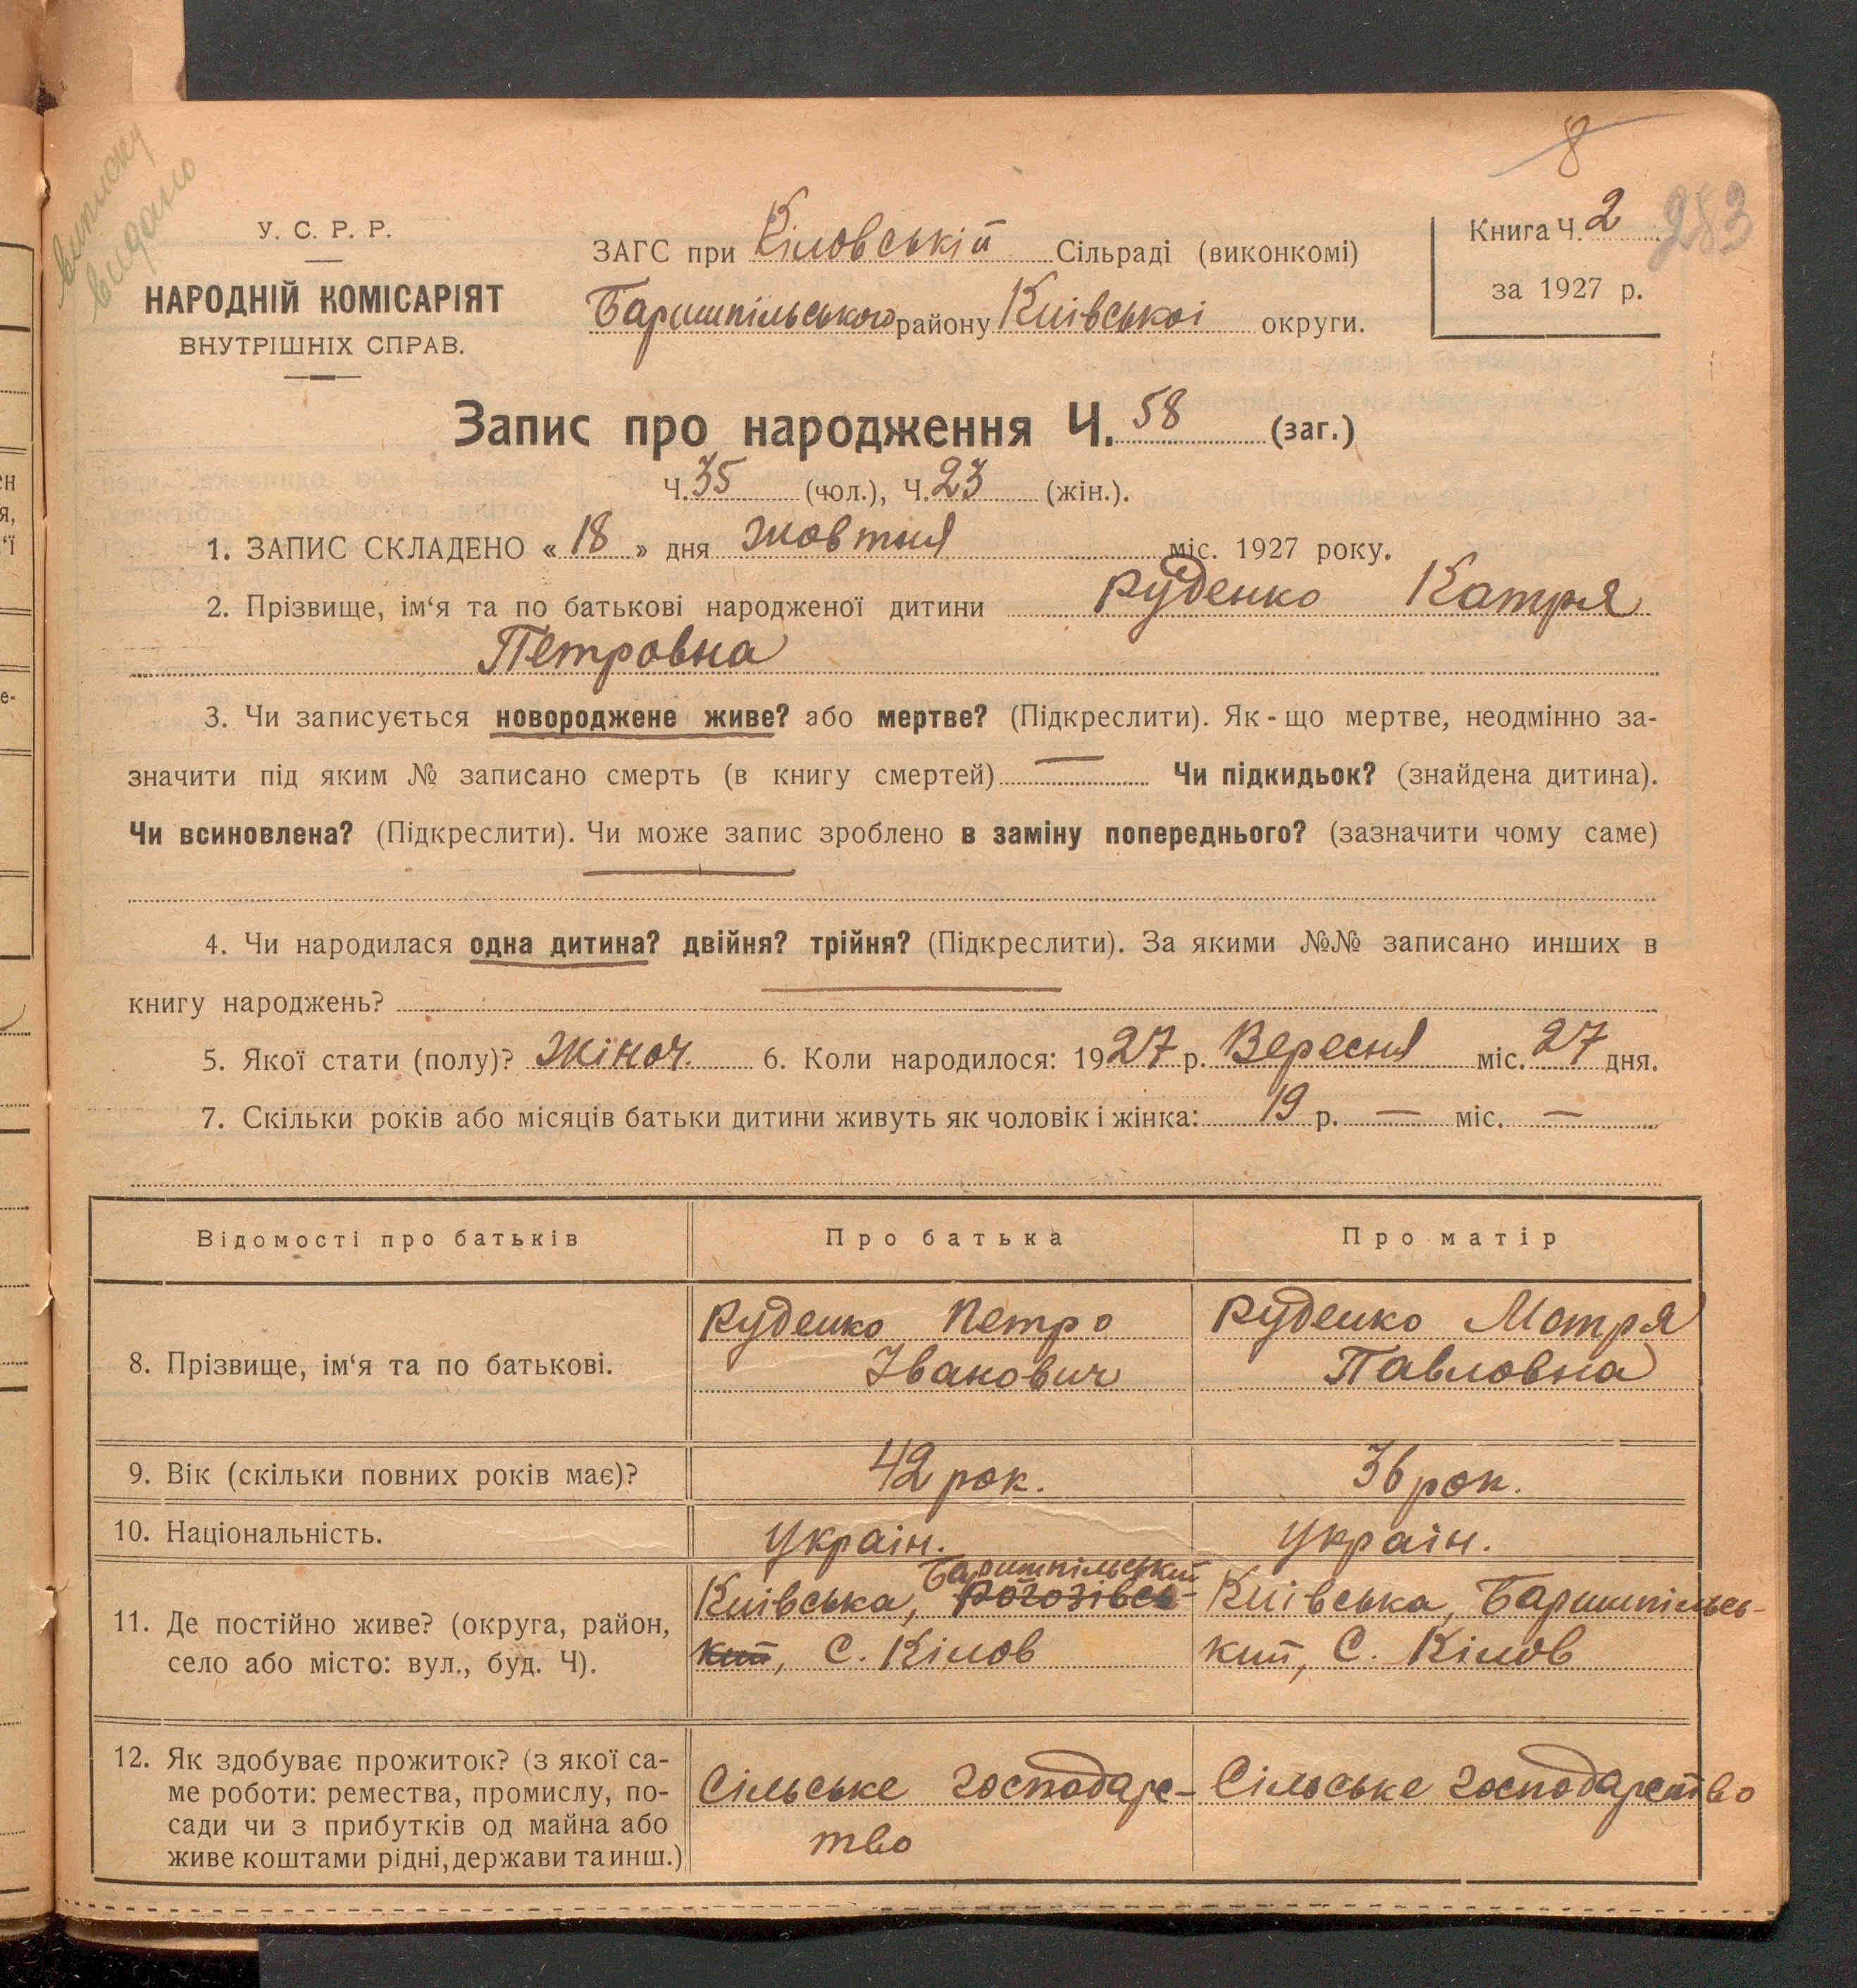 виписку
видано
8
283
У. С. Р. Р.
НАРОДНІЙ КОМІСАРІЯТ
ВНУТРІШНІХ СПРАВ.
ЗАГС при Кіловській Сільраді (виконкомі)
Баришпільського району Київської округи.
Книга Ч. 2
за 1927 р.
Запис про народження Ч. 58 (заг.)
Ч. 35 (чол.), Ч. 23 (жін.).
1. ЗАПИС СКЛАДЕНО « 18 » дня жовтня міс. 1927 року.
2. Прізвище, ім‘я та по батькові народженої дитини Руденко Катря
Петровна
3. Чи записується новороджене живе? або мертве? (Підкреслити). Як-що мертве, неодмінно за-
значити під яким № записано смерть (в книгу смертей) — Чи підкидьок? (знайдена дитина).
Чи всиновлена? (Підкреслити). Чи може запис зроблено в заміну попереднього? (зазначити чому саме)
—
4. Чи народилася одна дитина? двійня? трійня? (Підкреслити). За якими №№ записано инших в
книгу народжень? —
5. Якої стати (полу)? жіноч. 6. Коли народилося: 1927 р. Вересня міс. 27 дня.
7. Скільки років або місяців батьки дитини живуть як чоловік і жінка: 19 р. — міс. —
Відомості про батьків Про батька Про матір
8. Прізвище, ім‘я та по батькові.
Руденко Петро
Іванович
Руденко Мотря
Павловна
9. Вік (скільки повних років має)? 42 рок. 36 рок.
10. Національність. Україн. Україн.
11. Де постійно живе? (округа, район,
село або місто: вул., буд. Ч).
Баришпільський
Київська, Рогозівсь-
кий, С. Кілов
Київська, Баришпільсь-
кий, С. Кілов
12. Як здобуває прожиток? (з якої са-
ме роботи: ремества, промислу, по-
сади чи з прибутків од майна або
живе коштами рідні, держави та инш.)
Сільське господарс-
тво
Сільське господарство